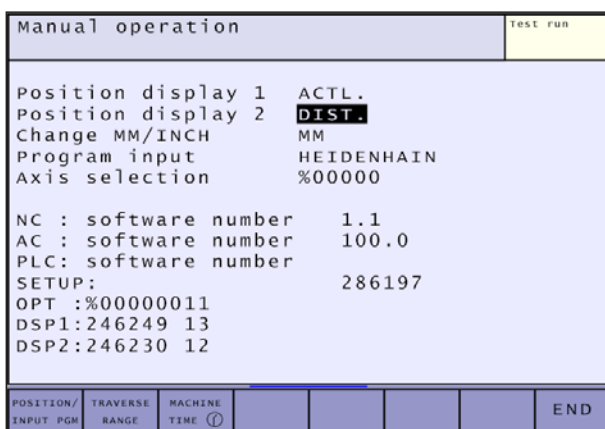 Manual operation
Test run
Position display 1 ACTL.
Position display 2 DIST.
Change MM/INCH MM
Program input HEIDENHAIN
Axis selection %00000
NC : software number 1.1
AC : software number 100.0
PLC: software number
SETUP: 286197
OPT :%00000011
DSP1:246249 13
DSP2:246230 12
POSITION/ INPUT PGM
TRAVERSE RANGE
MACHINE TIME
END